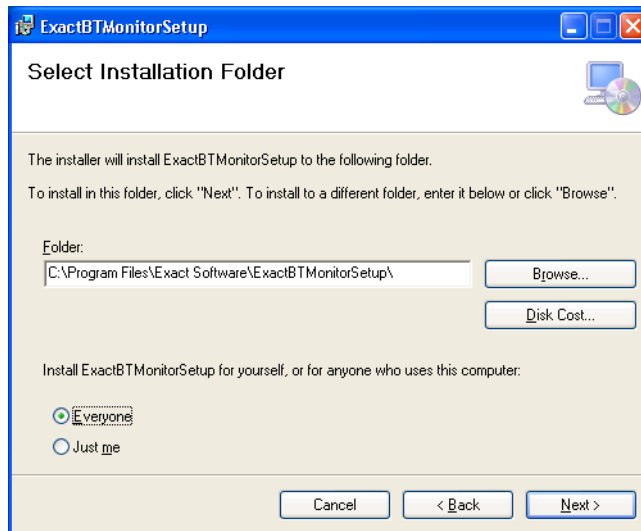 ExactBTMonitorSetup
Select Installation Folder
The installer will install ExactBTMonitorSetup to the following folder.
To install in this folder, click "Next". To install to a different folder, enter it below or click "Browse".
Folder:
C:\Program Files\Exact Software\ExactBTMonitorSetup\
Browse...
Disk Cost...
Install ExactBTMonitorSetup for yourself, or for anyone who uses this computer:
Everyone
Just me
Cancel
< Back
Next >